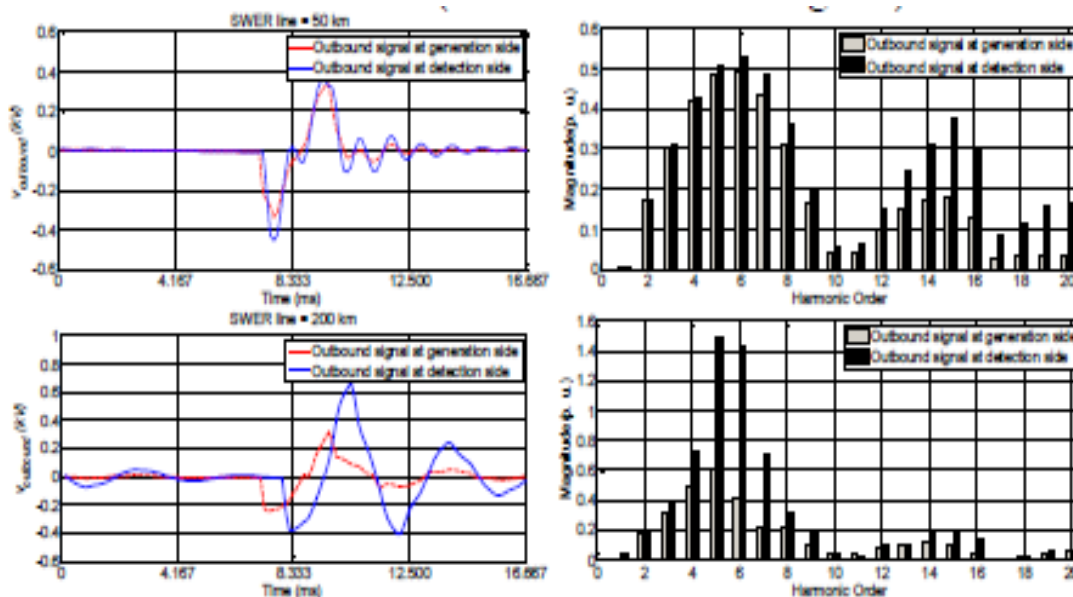 SWER line = 50 km
0.6
0.4
0.2
0
-0.2
-0.4
-0.6
V outbound (KV)
Outbound signal at generation side
Outbound signal at detection side
0 4.167 8.333 12.500 16.667
Time (ms)
0.6
0.5
0.4
0.3
0.2
0.1
0
Magnitude(p. u.)
Outbound signal at generation side
Outbound signal at detection side
0 2 4 6 8 10 12 14 16 18 20
Harmonic Order
SWER line = 200 km
1
0.8
0.6
0.4
0.2
0
-0.2
-0.4
-0.6
V outbound (KV)
Outbound signal at generation side
Outbound signal at detection side
0 4.167 8.333 12.500 16.667
Time (ms)
1.6
1.4
1.2
1
0.8
0.6
0.4
0.2
0
Magnitude(p. u.)
Outbound signal at generation side
Outbound signal at detection side
0 2 4 6 8 10 12 14 16 18 20
Harmonic Order